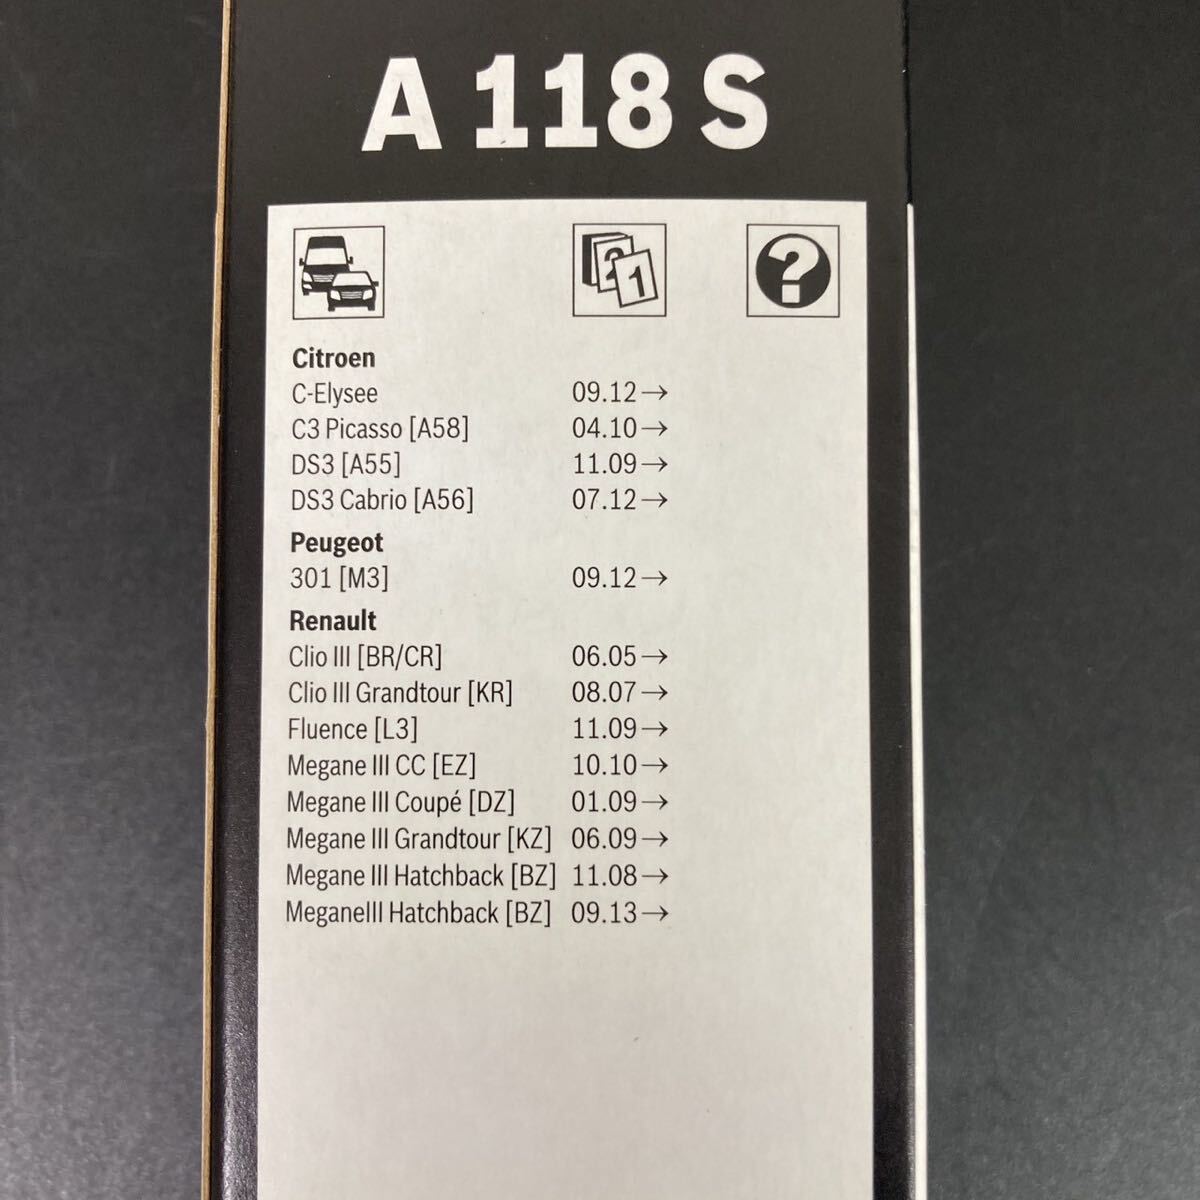 A 118 S
2 1
?
Citroen
C-Elysee 09.12→
C3 Picasso [A58] 04.10→
DS3 [A55] 11.09→
DS3 Cabrio [A56] 07.12→
Peugeot
301 [M3] 09.12→
Renault
Clio III [BR/CR] 06.05→
Clio III Grandtour [KR] 08.07→
Fluence [L3] 11.09→
Megane III CC [EZ] 10.10→
Megane III Coupé [DZ] 01.09→
Megane III Grandtour [KZ] 06.09→
Megane III Hatchback [BZ] 11.08→
MeganeIII Hatchback [BZ] 09.13→